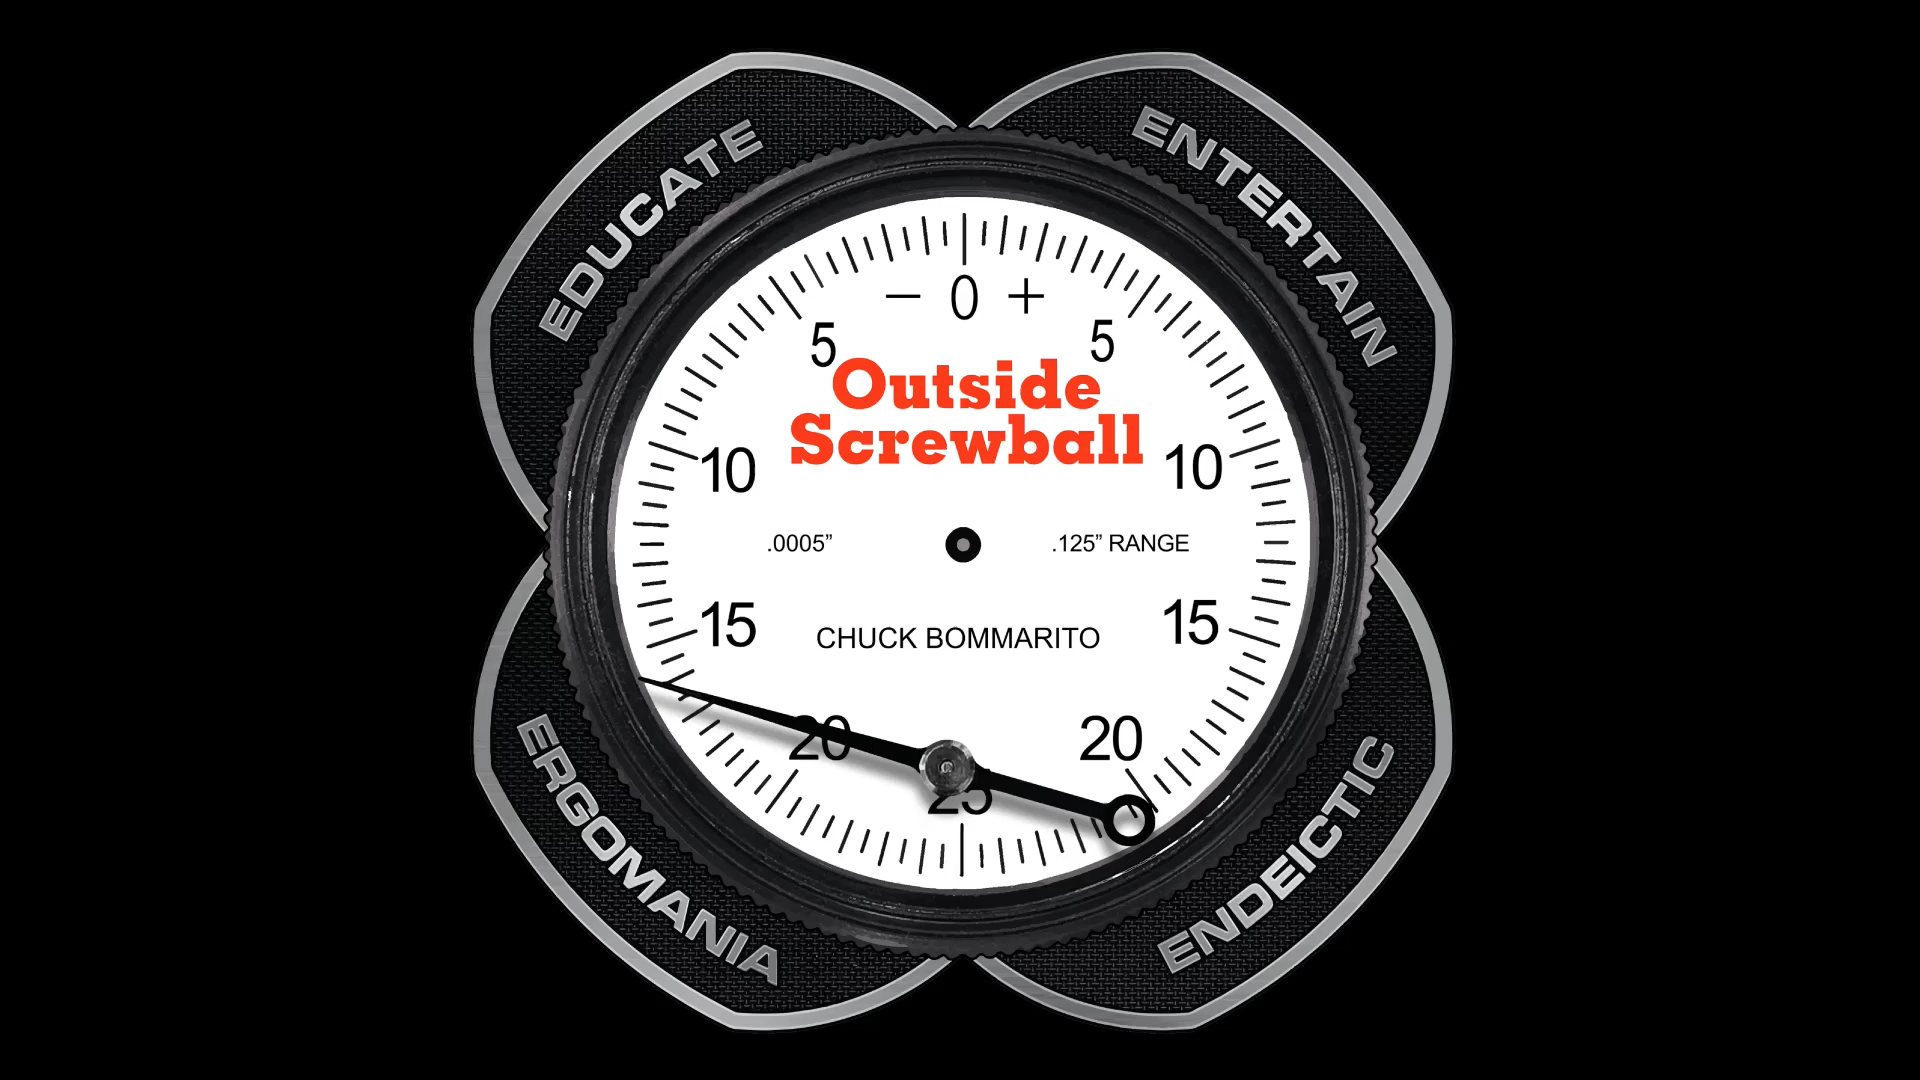 EDUCATE
ENTERTAIN
− 0 +
5 5
Outside
Screwball
10 10
.0005” .125” RANGE
15 15
CHUCK BOMMARITO
20 20
25
ERGOMANIA
ENDEICTIC